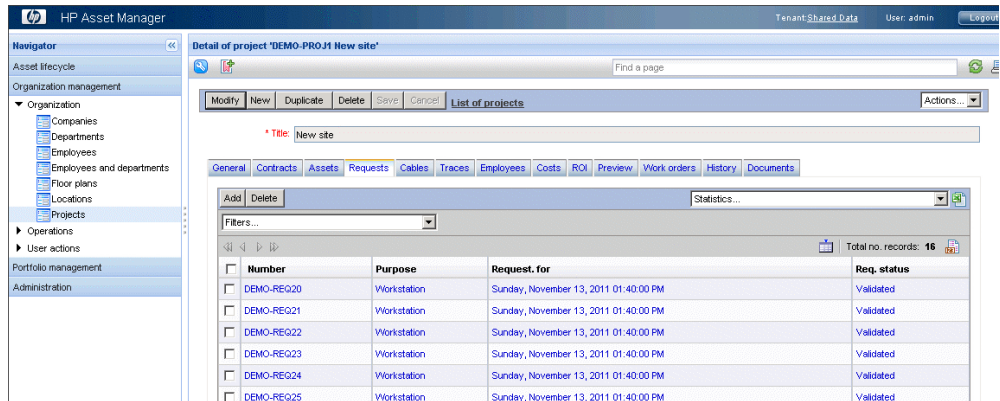 hp HP Asset Manager Tenant:Shared Data User: admin Logout
Navigator
Detail of project 'DEMO-PROJ1 New site'
Asset lifecycle
Find a page
Organization management
Organization
Modify New Duplicate Delete Save Cancel List of projects Actions...
Companies
Departments
* Title: New site
Employees
Employees and departments
General Contracts Assets Requests Cables Traces Employees Costs ROI Preview Work orders History Documents
Floor plans
Locations
Add Delete Statistics...
Projects
Filters...
Operations
User actions
Total no. records: 16
Portfolio management
Number Purpose Request. for Req. status
Administration
DEMO-REQ20 Workstation Sunday, November 13, 2011 01:40:00 PM Validated
DEMO-REQ21 Workstation Sunday, November 13, 2011 01:40:00 PM Validated
DEMO-REQ22 Workstation Sunday, November 13, 2011 01:40:00 PM Validated
DEMO-REQ23 Workstation Sunday, November 13, 2011 01:40:00 PM Validated
DEMO-REQ24 Workstation Sunday, November 13, 2011 01:40:00 PM Validated
DEMO-REQ25 Workstation Sunday, November 13, 2011 01:40:00 PM Validated